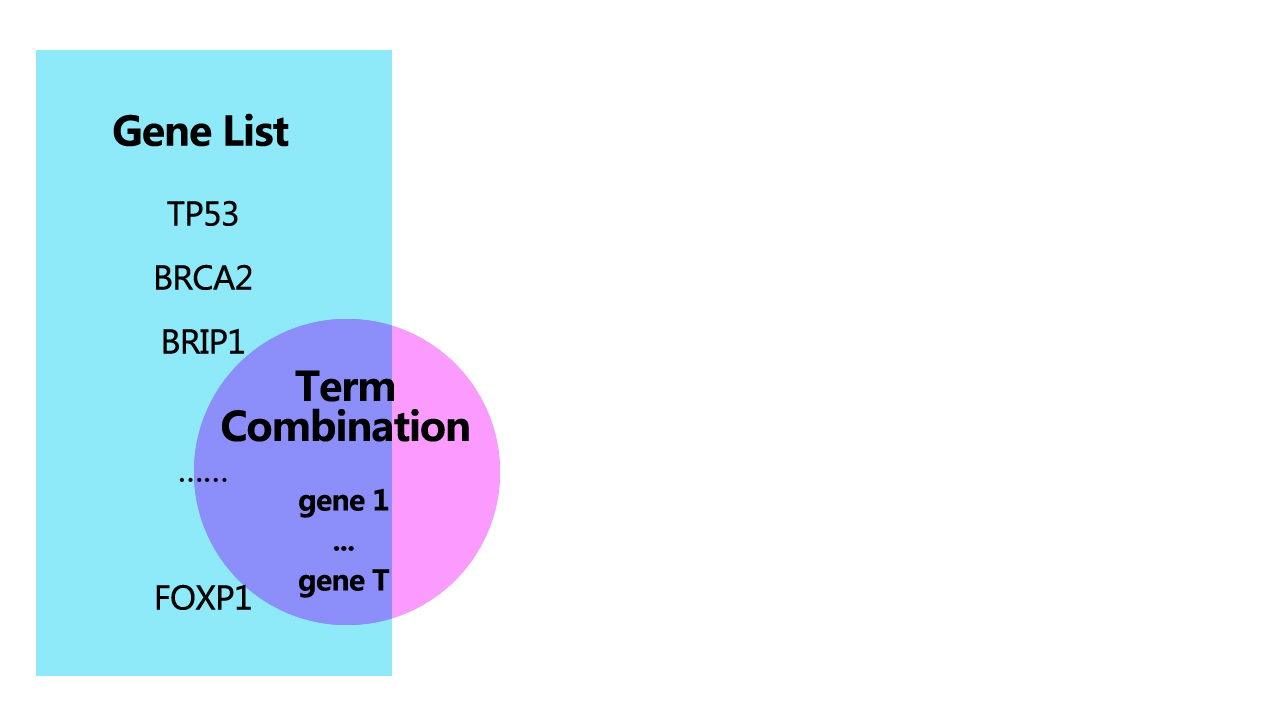 Gene List
TP53
BRCA2
BRIP1
......
FOXP1
Term
Combination
gene 1
...
gene T